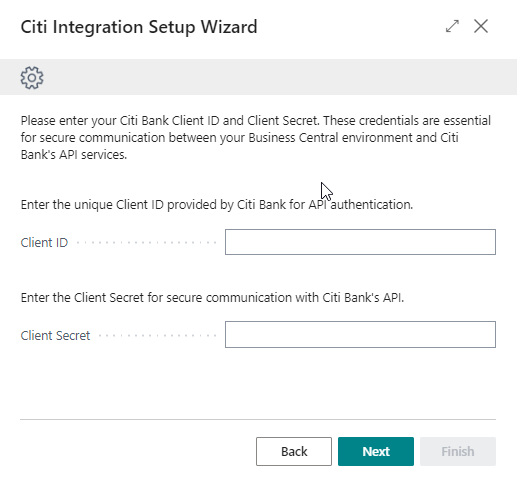 Citi Integration Setup Wizard
Please enter your Citi Bank Client ID and Client Secret. These credentials are essential
for secure communication between your Business Central environment and Citi
Bank's API services.
Enter the unique Client ID provided by Citi Bank for API authentication.
Client ID
Enter the Client Secret for secure communication with Citi Bank's API.
Client Secret
Back
Next
Finish